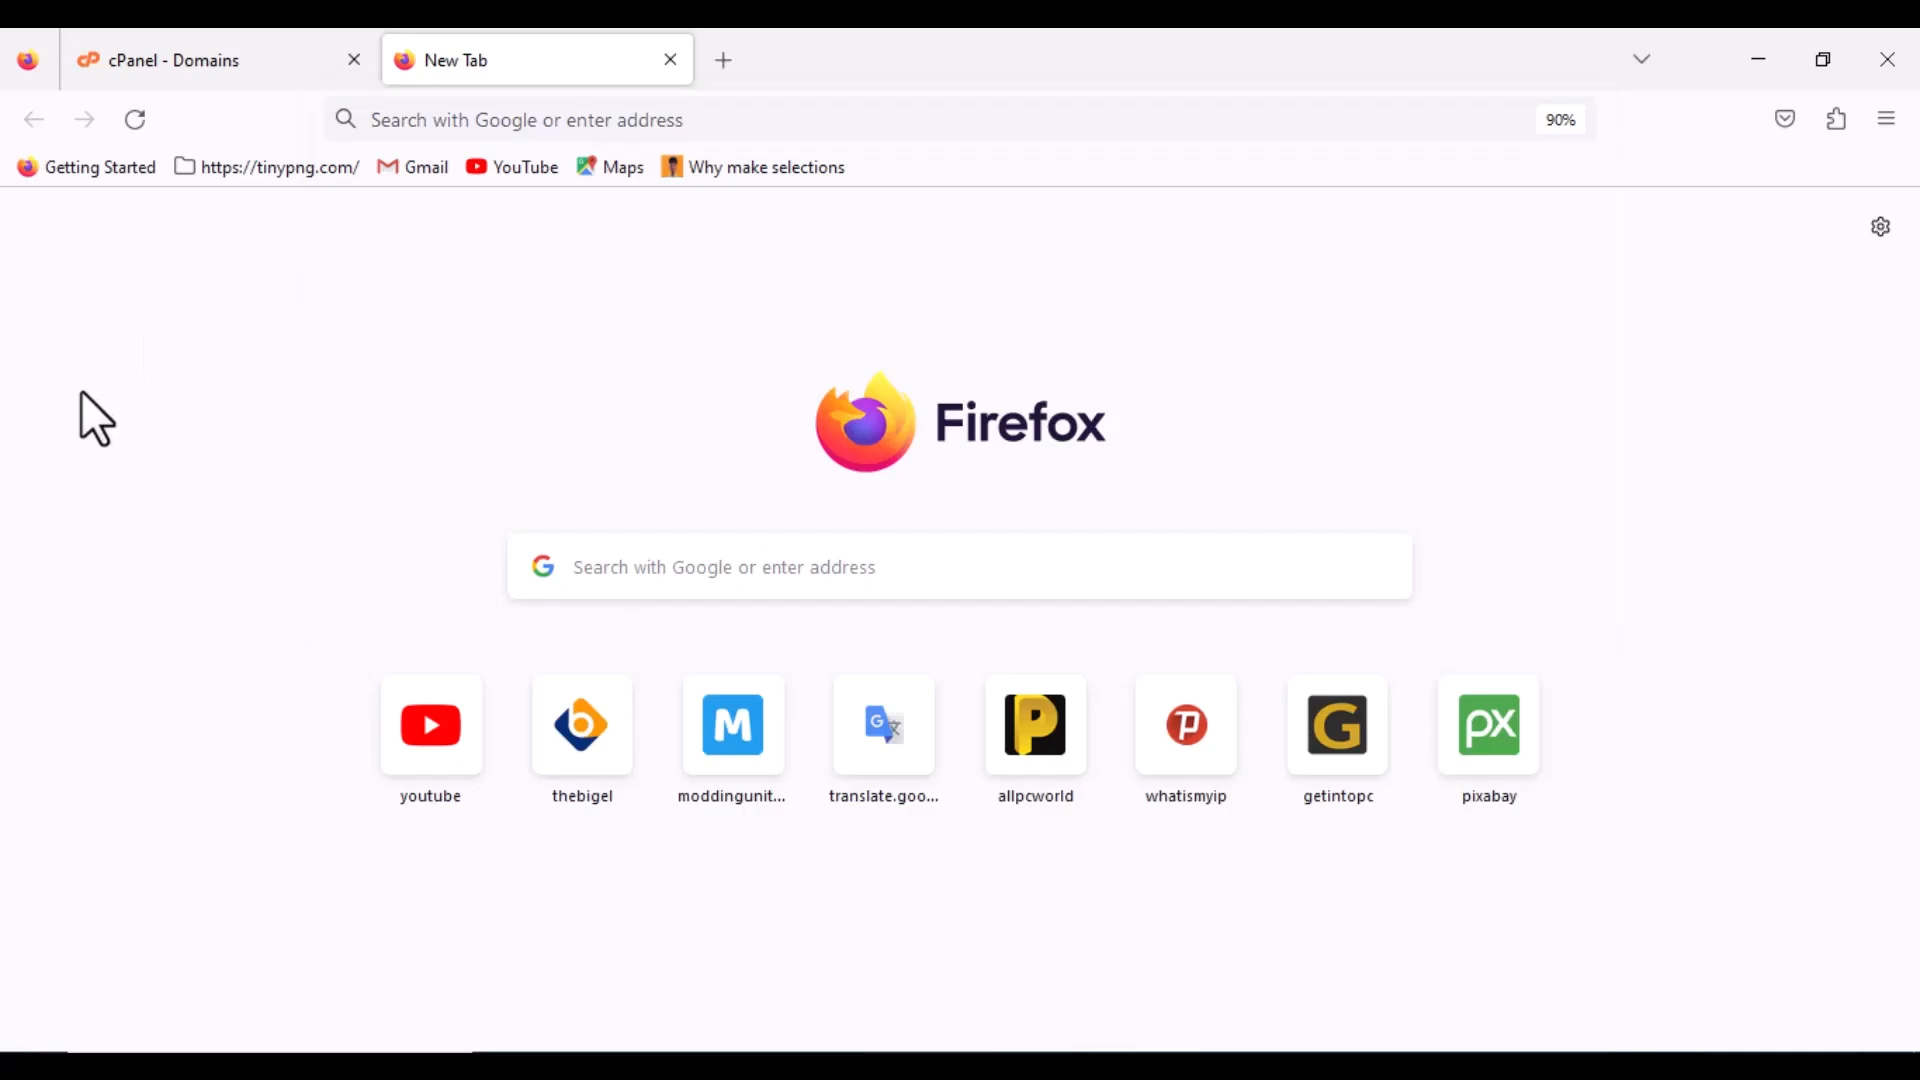 cPanel - Domains
New Tab
Search with Google or enter address
90%
Getting Started
https://tinypng.com/
Gmail
YouTube
Maps
Why make selections
Firefox
Search with Google or enter address
youtube
thebigel
moddingunit...
translate.goo...
allpcworld
whatismyip
getintopc
pixabay